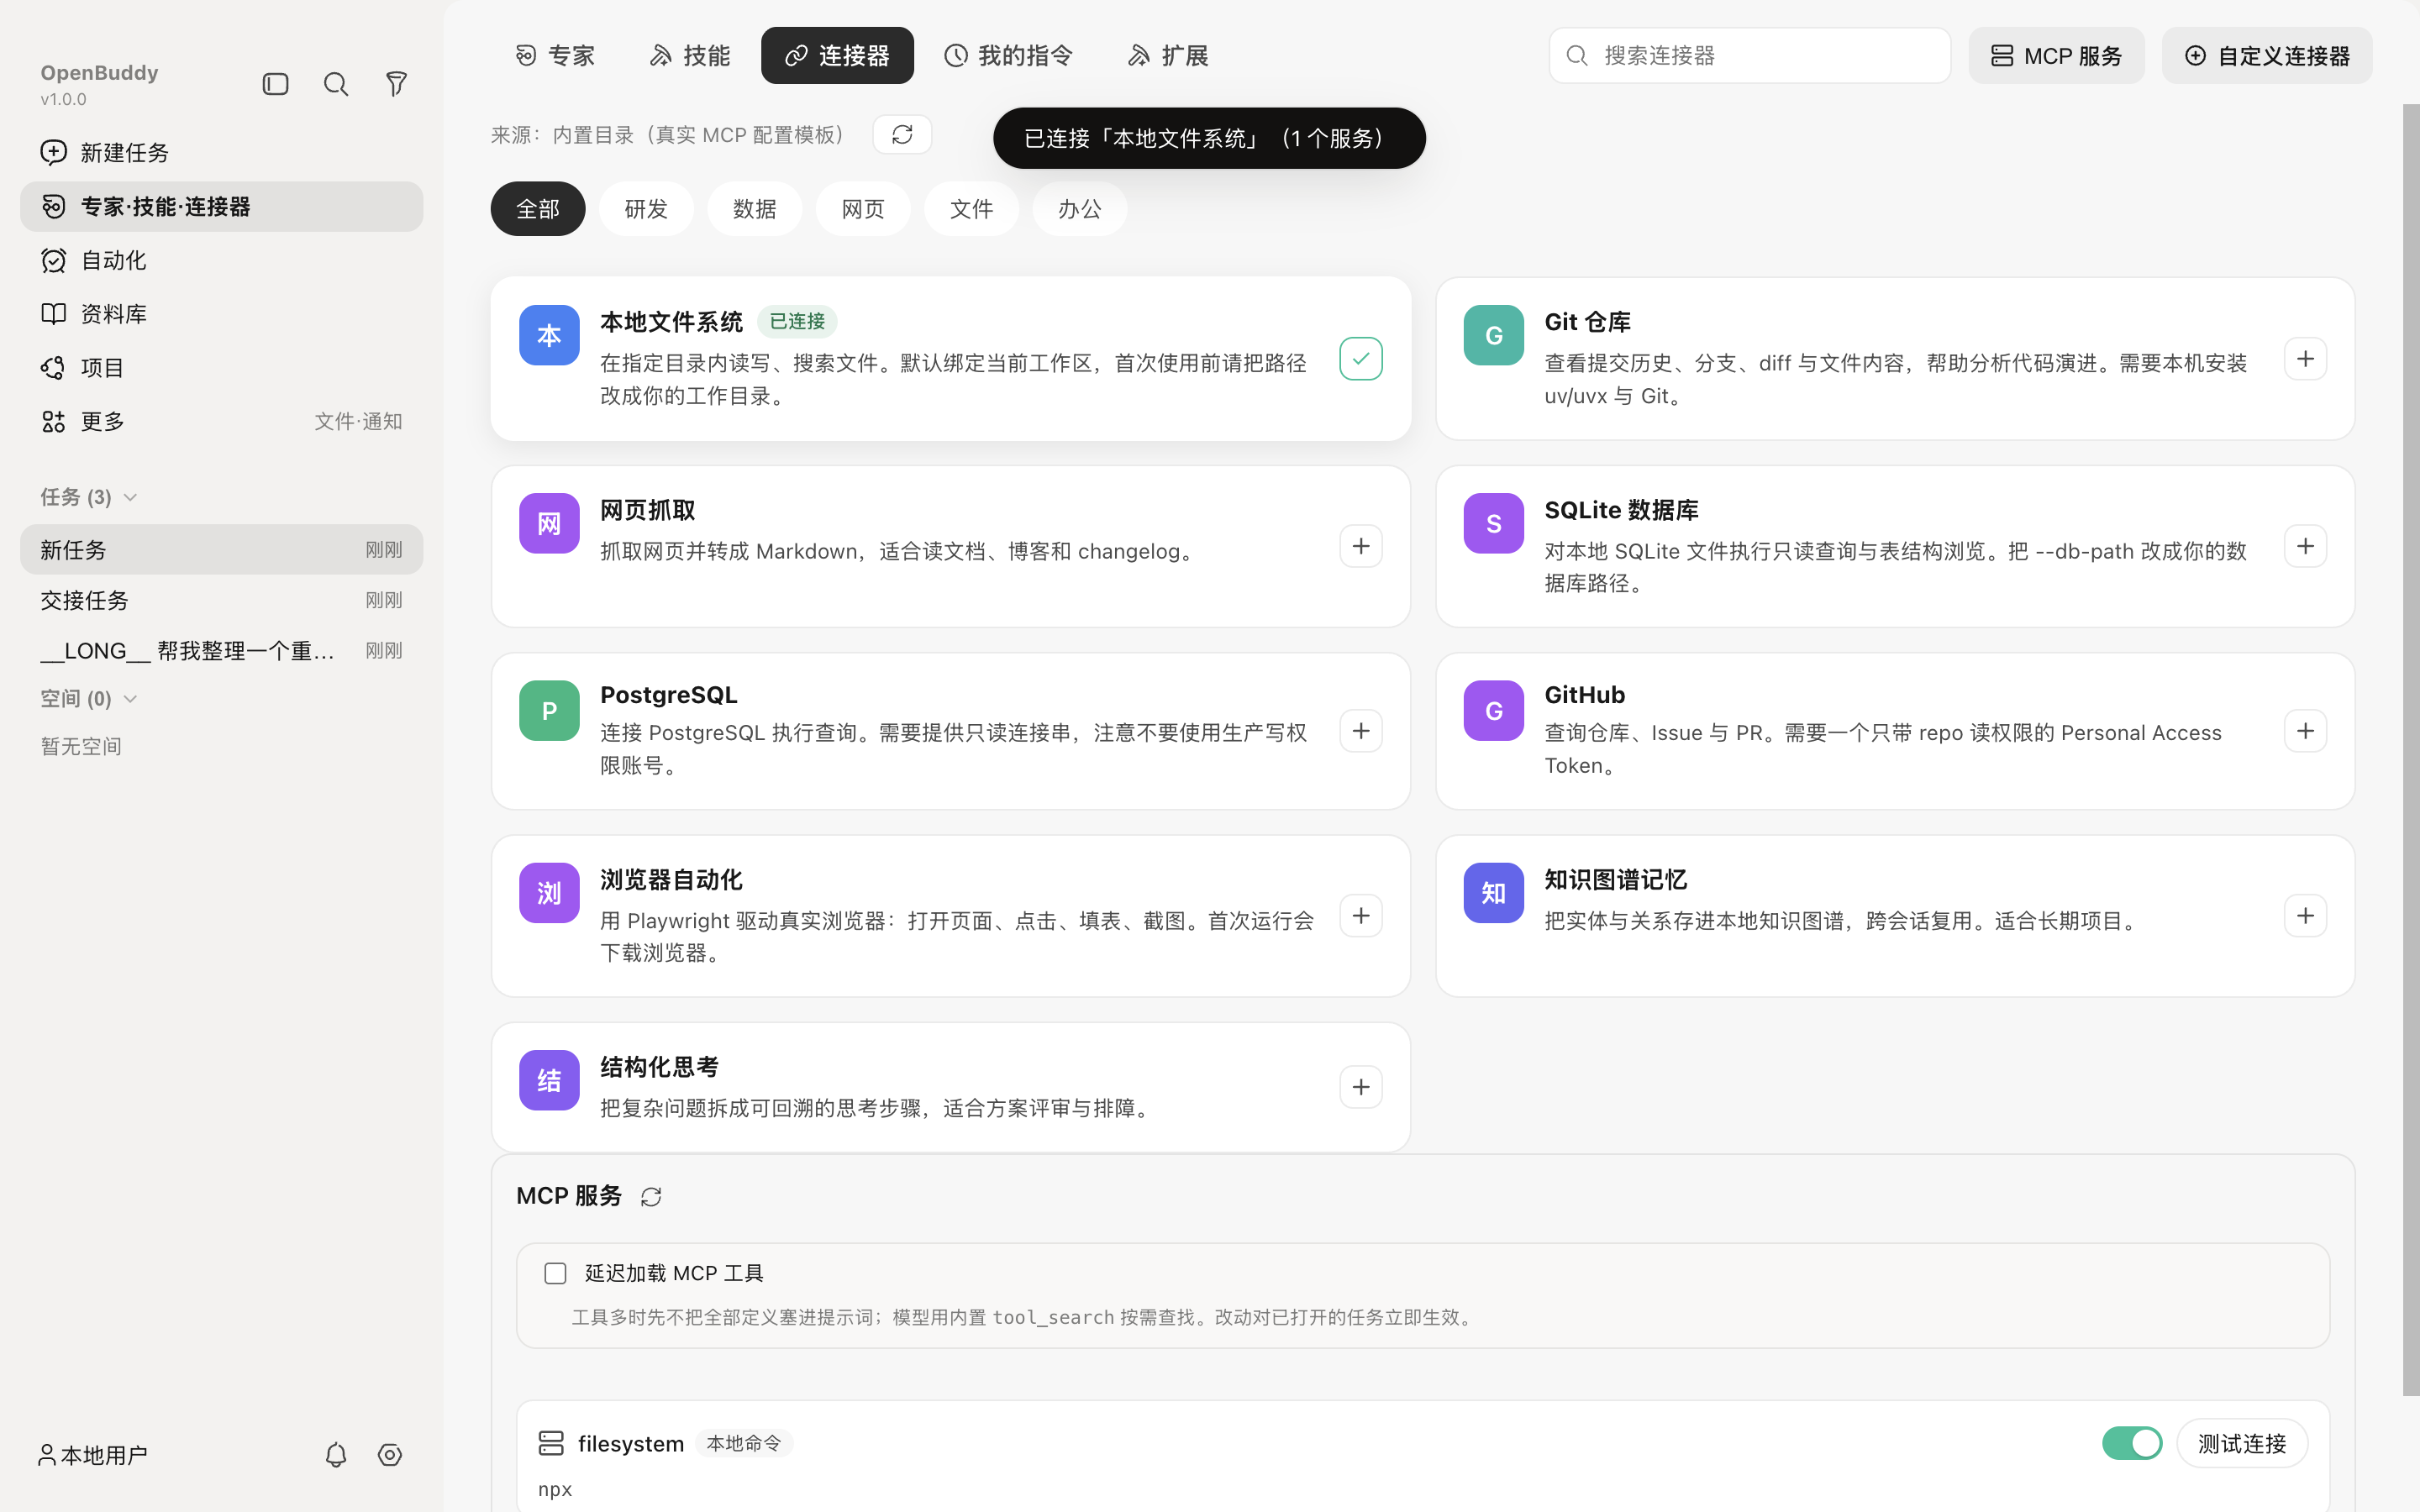 OpenBuddy
v1.0.0
新建任务
专家·技能·连接器
自动化
资料库
项目
更多
文件·通知
任务 (3)
新任务
刚刚
交接任务
刚刚
__LONG__ 帮我整理一个重…
刚刚
空间 (0)
暂无空间
本地用户
专家
技能
连接器
我的指令
扩展
搜索连接器
MCP 服务
自定义连接器
来源：内置目录（真实 MCP 配置模板）
已连接「本地文件系统」（1 个服务）
全部
研发
数据
网页
文件
办公
本
本地文件系统
已连接
在指定目录内读写、搜索文件。默认绑定当前工作区，首次使用前请把路径
改成你的工作目录。
G
Git 仓库
查看提交历史、分支、diff 与文件内容，帮助分析代码演进。需要本机安装
uv/uvx 与 Git。
网
网页抓取
抓取网页并转成 Markdown，适合读文档、博客和 changelog。
S
SQLite 数据库
对本地 SQLite 文件执行只读查询与表结构浏览。把 --db-path 改成你的数
据库路径。
P
PostgreSQL
连接 PostgreSQL 执行查询。需要提供只读连接串，注意不要使用生产写权
限账号。
G
GitHub
查询仓库、Issue 与 PR。需要一个只带 repo 读权限的 Personal Access
Token。
浏
浏览器自动化
用 Playwright 驱动真实浏览器：打开页面、点击、填表、截图。首次运行会
下载浏览器。
知
知识图谱记忆
把实体与关系存进本地知识图谱，跨会话复用。适合长期项目。
结
结构化思考
把复杂问题拆成可回溯的思考步骤，适合方案评审与排障。
MCP 服务
延迟加载 MCP 工具
工具多时先不把全部定义塞进提示词；模型用内置 tool_search 按需查找。改动对已打开的任务立即生效。
filesystem
本地命令
测试连接
npx